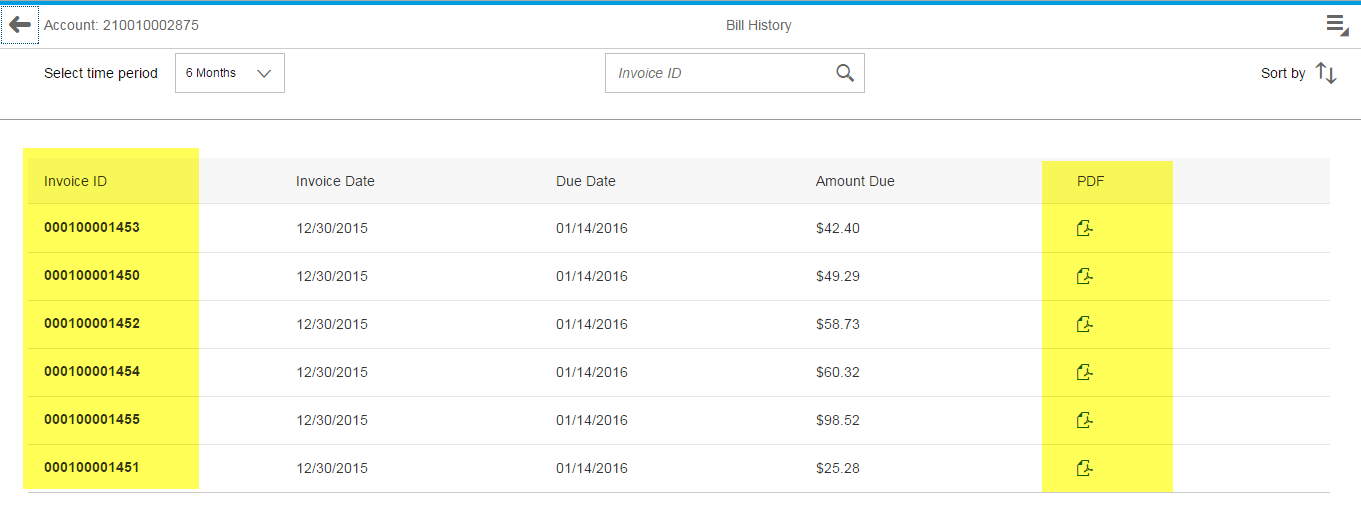 Account: 210010002875 Bill History
Select time period 6 Months Invoice ID Sort by
Invoice ID Invoice Date Due Date Amount Due PDF
000100001453 12/30/2015 01/14/2016 $42.40
000100001450 12/30/2015 01/14/2016 $49.29
000100001452 12/30/2015 01/14/2016 $58.73
000100001454 12/30/2015 01/14/2016 $60.32
000100001455 12/30/2015 01/14/2016 $98.52
000100001451 12/30/2015 01/14/2016 $25.28